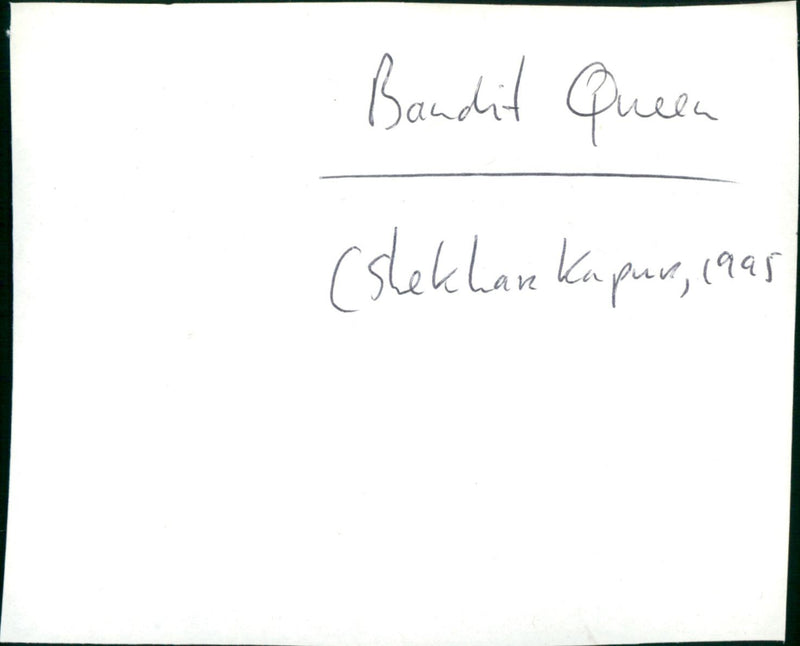 Bandit Queen
(Shekhar Kapur, 1995